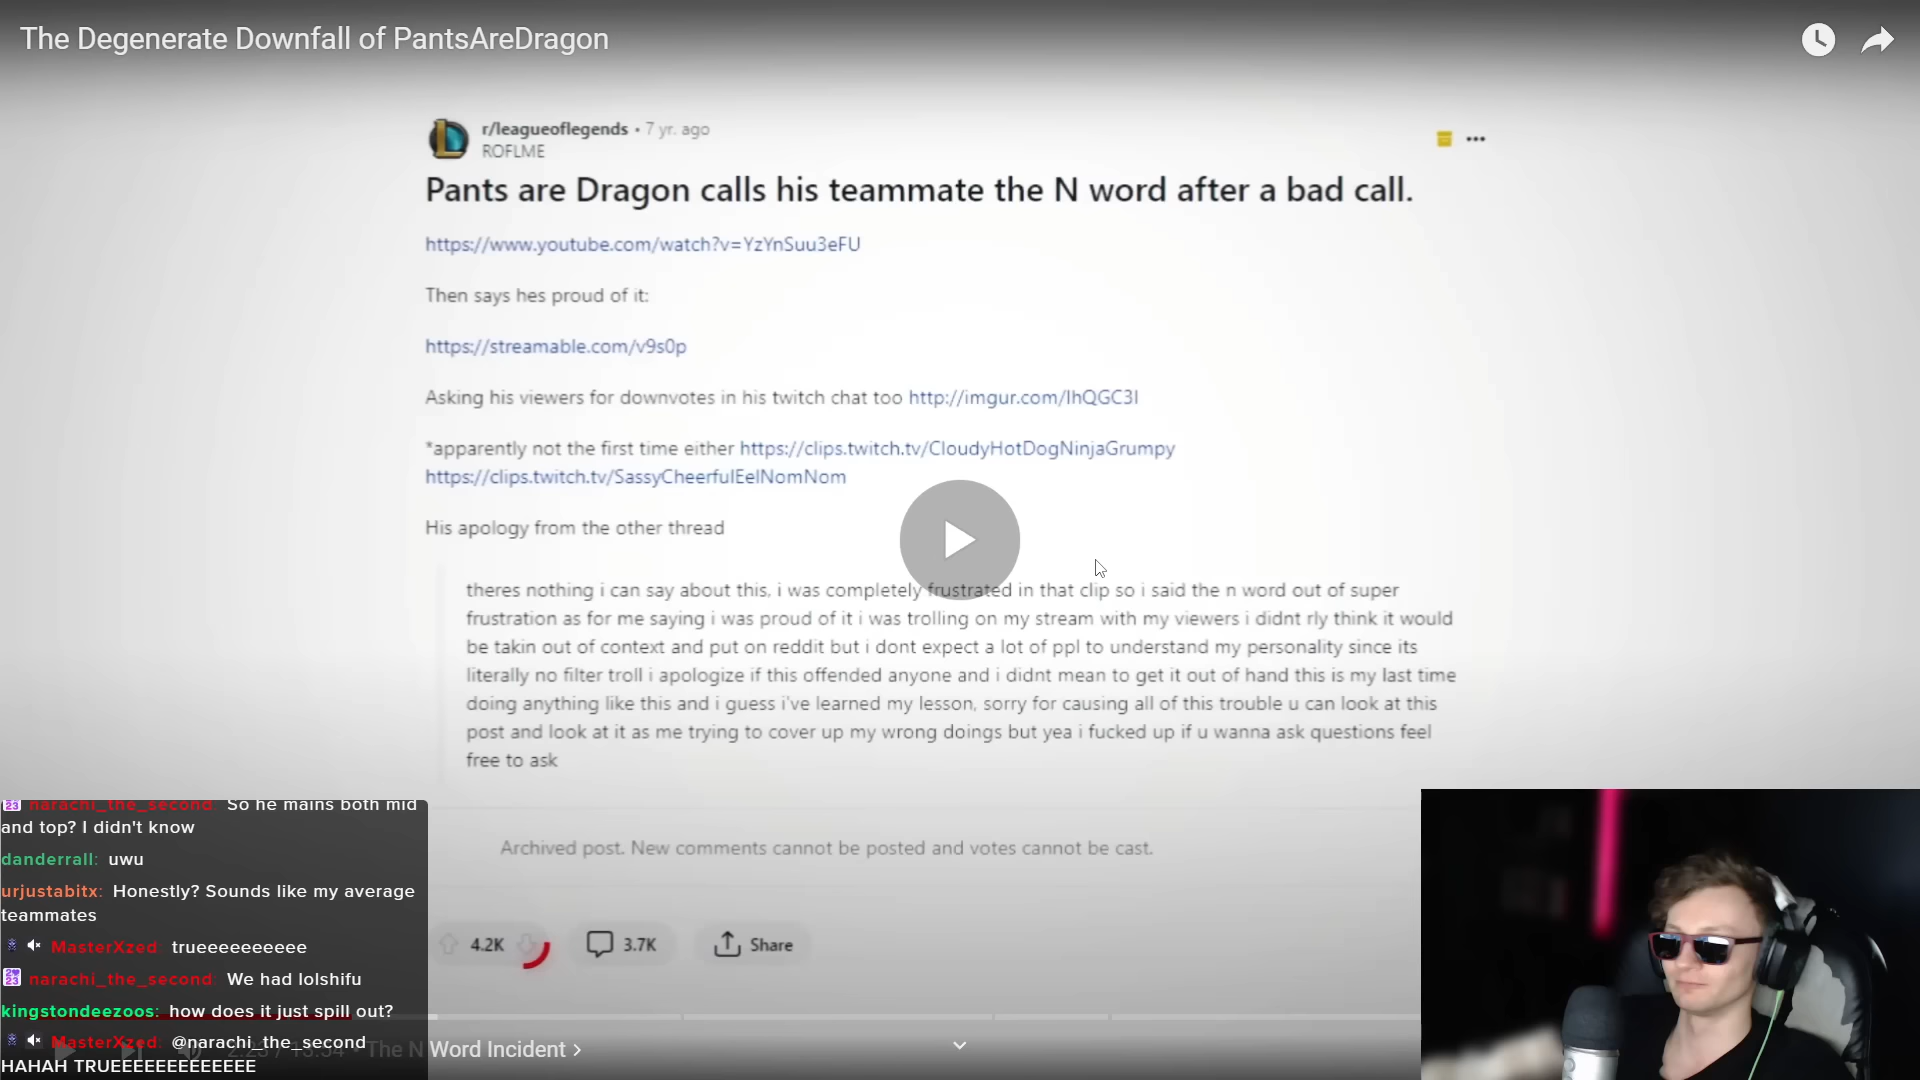 The Degenerate Downfall of PantsAreDragon
r/leagueoflegends • 7 yr. ago
ROFLME
Pants are Dragon calls his teammate the N word after a bad call.
https://www.youtube.com/watch?v=YzYnSuu3eFU
Then says hes proud of it:
https://streamable.com/v9s0p
Asking his viewers for downvotes in his twitch chat too http://imgur.com/IhQGC3I
*apparently not the first time either https://clips.twitch.tv/CloudyHotDogNinjaGrumpy
https://clips.twitch.tv/SassyCheerfulEelNomNom
His apology from the other thread
theres nothing i can say about this, i was completely frustrated in that clip so i said the n word out of super
frustration as for me saying i was proud of it i was trolling on my stream with my viewers i didnt rly think it would
be takin out of context and put on reddit but i dont expect a lot of ppl to understand my personality since its
literally no filter troll i apologize if this offended anyone and i didnt mean to get it out of hand this is my last time
doing anything like this and i guess i've learned my lesson, sorry for causing all of this trouble u can look at this
post and look at it as me trying to cover up my wrong doings but yea i fucked up if u wanna ask questions feel
free to ask
Archived post. New comments cannot be posted and votes cannot be cast.
4.2K 3.7K Share
narachi_the_second: So he mains both mid
and top? I didn't know
danderrall: uwu
urjustabitx: Honestly? Sounds like my average
teammates
MasterXzed: trueeeeeeeeee
narachi_the_second: We had lolshifu
kingstondeezoos: how does it just spill out?
MasterXzed: @narachi_the_second
HAHAH TRUEEEEEEEEEEEEE
The N Word Incident